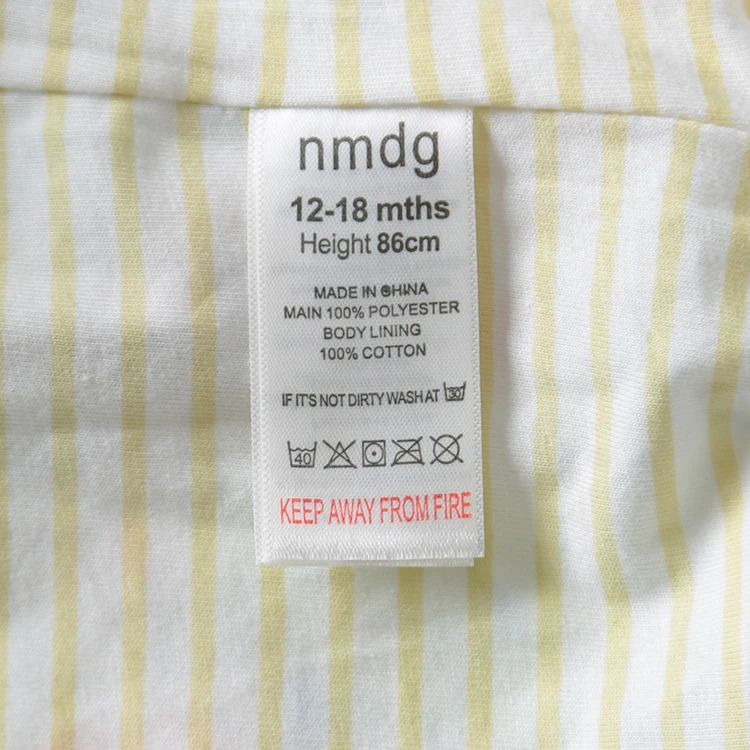 nmdg
12-18 mths
Height 86cm
MADE IN CHINA
MAIN 100% POLYESTER
BODY LINING
100% COTTON
IF IT'S NOT DIRTY WASH AT 30
40
KEEP AWAY FROM FIRE